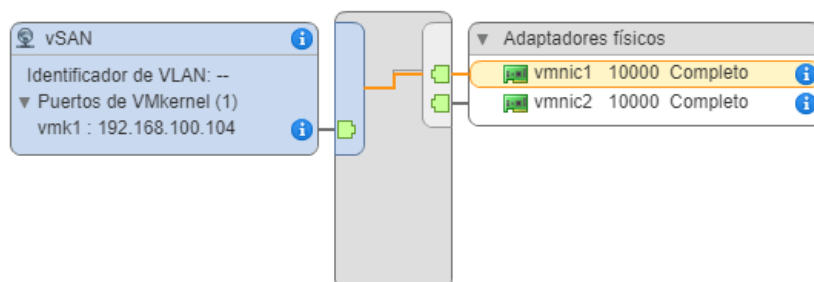 vSAN
Identificador de VLAN: --
Puertos de VMkernel (1)
vmk1 : 192.168.100.104
Adaptadores físicos
vmnic1 10000 Completo
vmnic2 10000 Completo